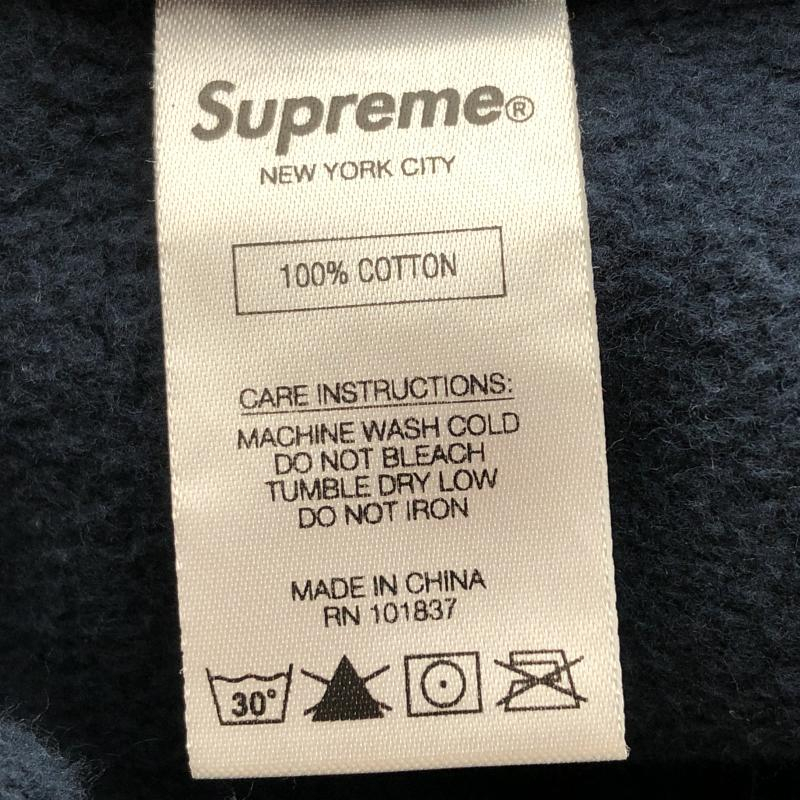 Supreme®
NEW YORK CITY
100% COTTON
CARE INSTRUCTIONS:
MACHINE WASH COLD
DO NOT BLEACH
TUMBLE DRY LOW
DO NOT IRON
MADE IN CHINA
RN 101837
30°